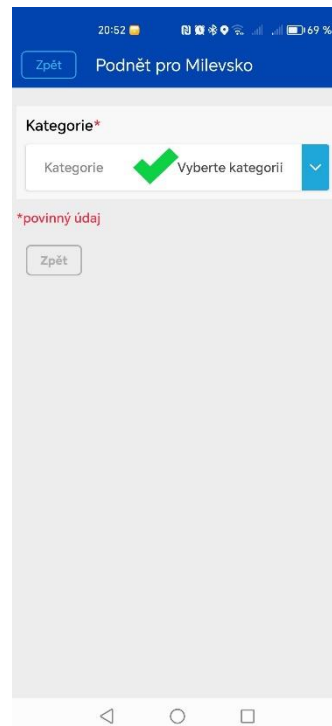 20:52 69 %
Zpět Podnět pro Milevsko
Kategorie*
Kategorie Vyberte kategorii
*povinný údaj
Zpět